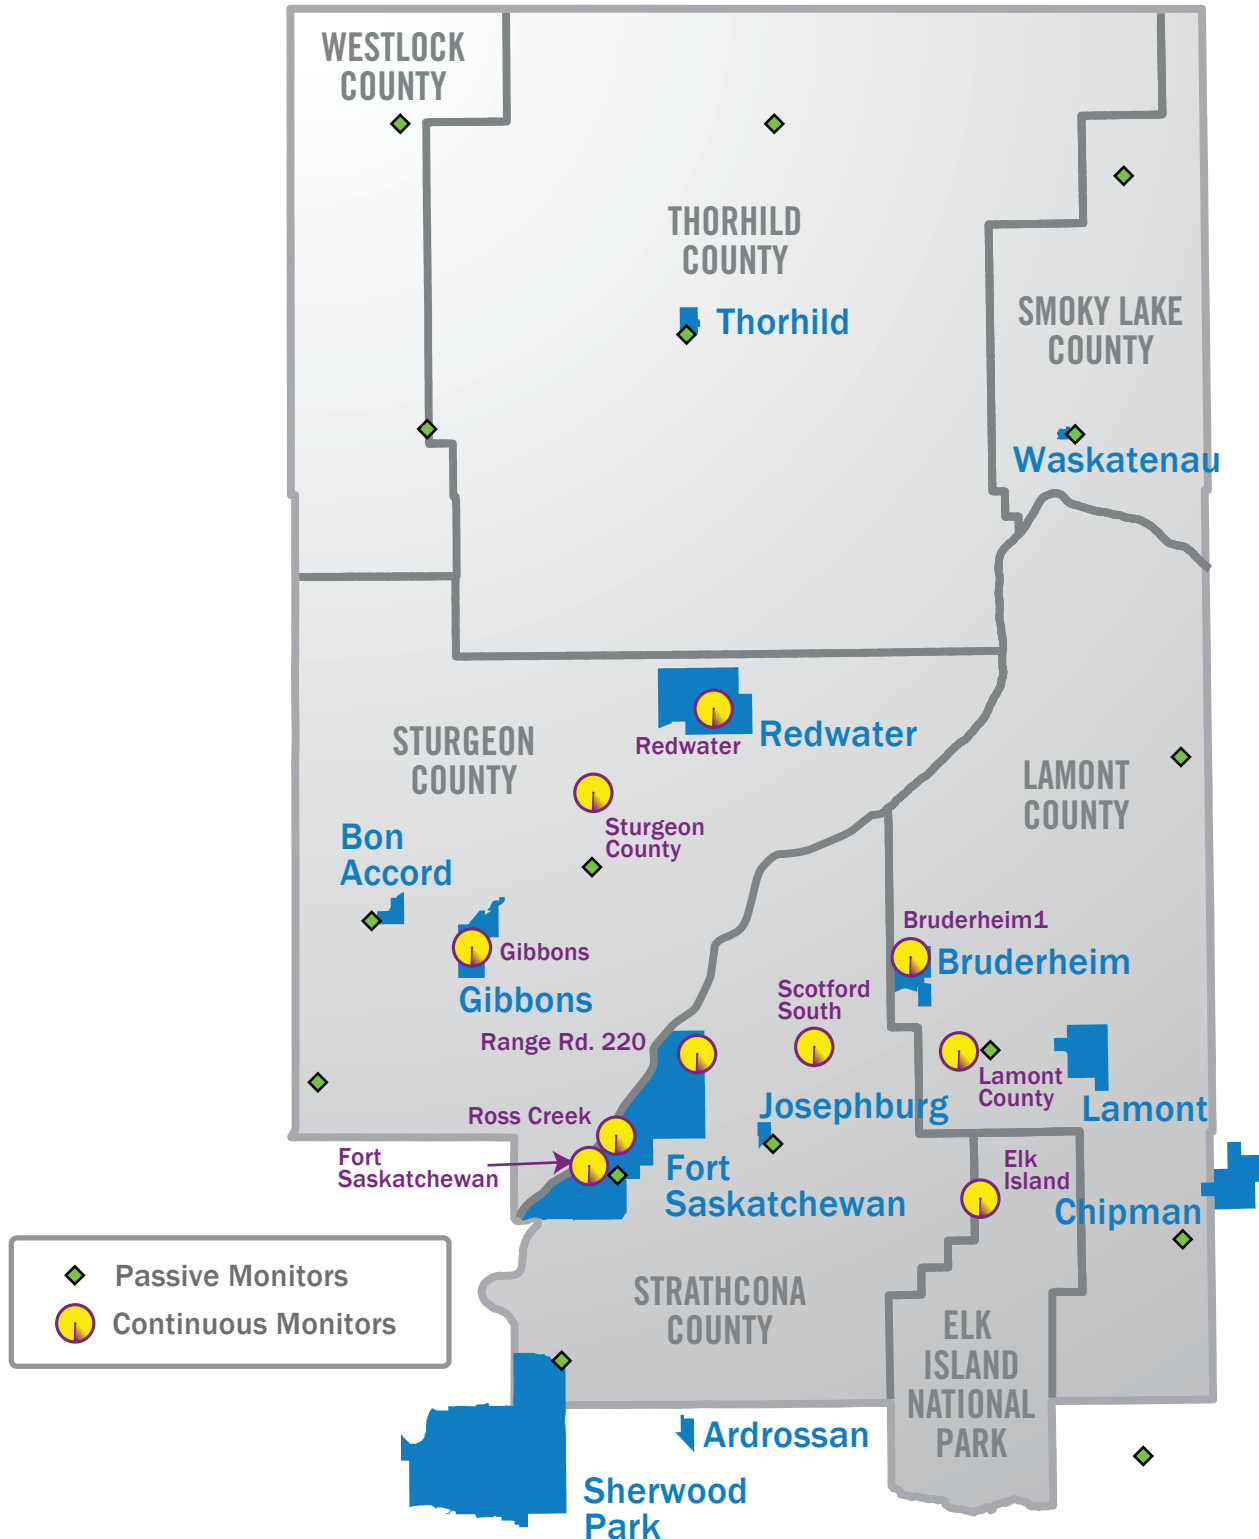 WESTLOCK
COUNTY
THORHILD
COUNTY
Thorhild
SMOKY LAKE
COUNTY
Waskatenau
Redwater
Redwater
STURGEON
COUNTY
LAMONT
COUNTY
Sturgeon
County
Bon
Accord
Bruderheim1
Bruderheim
Gibbons
Gibbons
Scotford
South
Range Rd. 220
Lamont
County
Lamont
Josephburg
Ross Creek
Fort
Saskatchewan
Fort
Saskatchewan
Elk
Island
Chipman
Passive Monitors
Continuous Monitors
STRATHCONA
COUNTY
ELK
ISLAND
NATIONAL
PARK
Ardrossan
Sherwood
Park